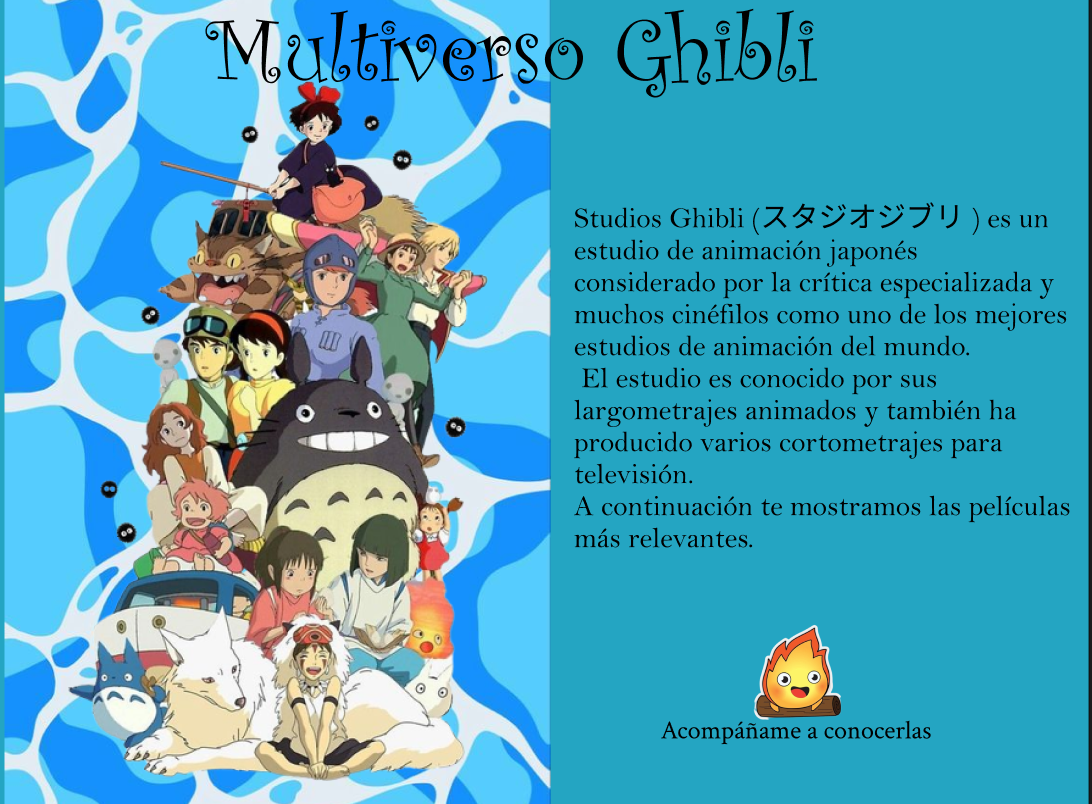 Multiverso Ghibli
Studios Ghibli (スタジオジブリ ) es un
estudio de animación japonés
considerado por la crítica especializada y
muchos cinéfilos como uno de los mejores
estudios de animación del mundo.
El estudio es conocido por sus
largometrajes animados y también ha
producido varios cortometrajes para
televisión.
A continuación te mostramos las películas
más relevantes.
Acompáñame a conocerlas